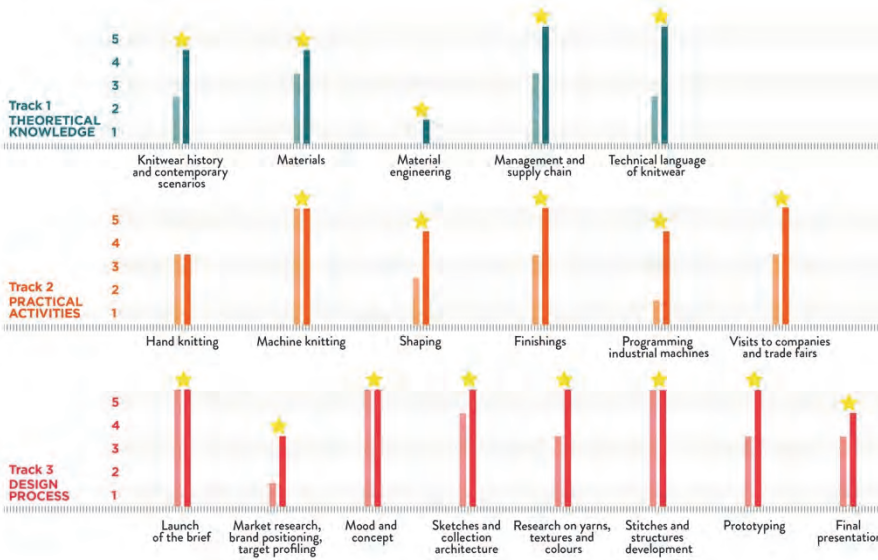 5
4
3
2
1
Track 1
THEORETICAL
KNOWLEDGE
Knitwear history
and contemporary
scenarios
Materials
Material
engineering
Management and
supply chain
Technical language
of knitwear
5
4
3
2
1
Track 2
PRACTICAL
ACTIVITIES
Hand knitting
Machine knitting
Shaping
Finishings
Programming
industrial machines
Visits to companies
and trade fairs
5
4
3
2
1
Track 3
DESIGN
PROCESS
Launch
of the brief
Market research,
brand positioning,
target profiling
Mood and
concept
Sketches and
collection
architecture
Research on yarns,
textures and
colours
Stitches and
structures
development
Prototyping
Final
presentation